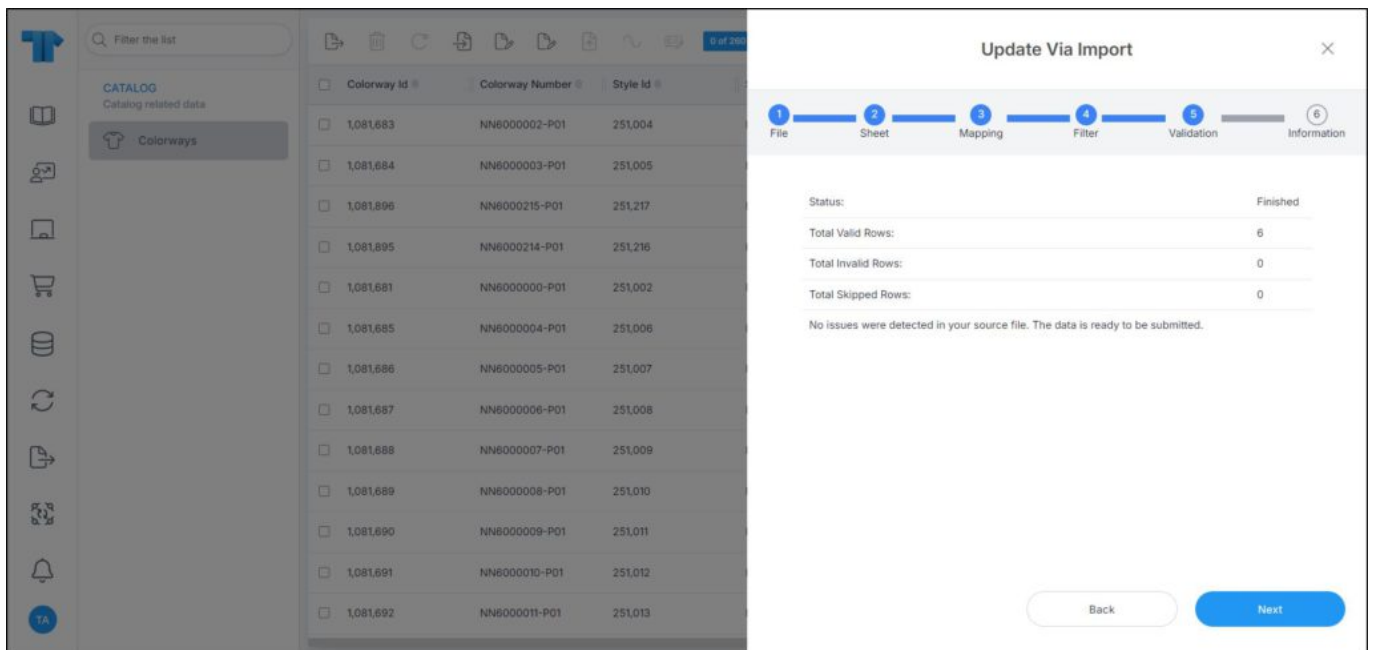 Filter the list
CATALOG
Catalog related data
Colorways
0 of 260
Colorway Id Colorway Number Style Id
1,081,683 NN6000002-P01 251,004
1,081,684 NN6000003-P01 251,005
1,081,896 NN6000215-P01 251,217
1,081,895 NN6000214-P01 251,216
1,081,681 NN6000000-P01 251,002
1,081,685 NN6000004-P01 251,006
1,081,686 NN6000005-P01 251,007
1,081,687 NN6000006-P01 251,008
1,081,688 NN6000007-P01 251,009
1,081,689 NN6000008-P01 251,010
1,081,690 NN6000009-P01 251,011
1,081,691 NN6000010-P01 251,012
1,081,692 NN6000011-P01 251,013
TA
Update Via Import
1 2 3 4 5 6
File Sheet Mapping Filter Validation Information
Status: Finished
Total Valid Rows: 6
Total Invalid Rows: 0
Total Skipped Rows: 0
No issues were detected in your source file. The data is ready to be submitted.
Back Next